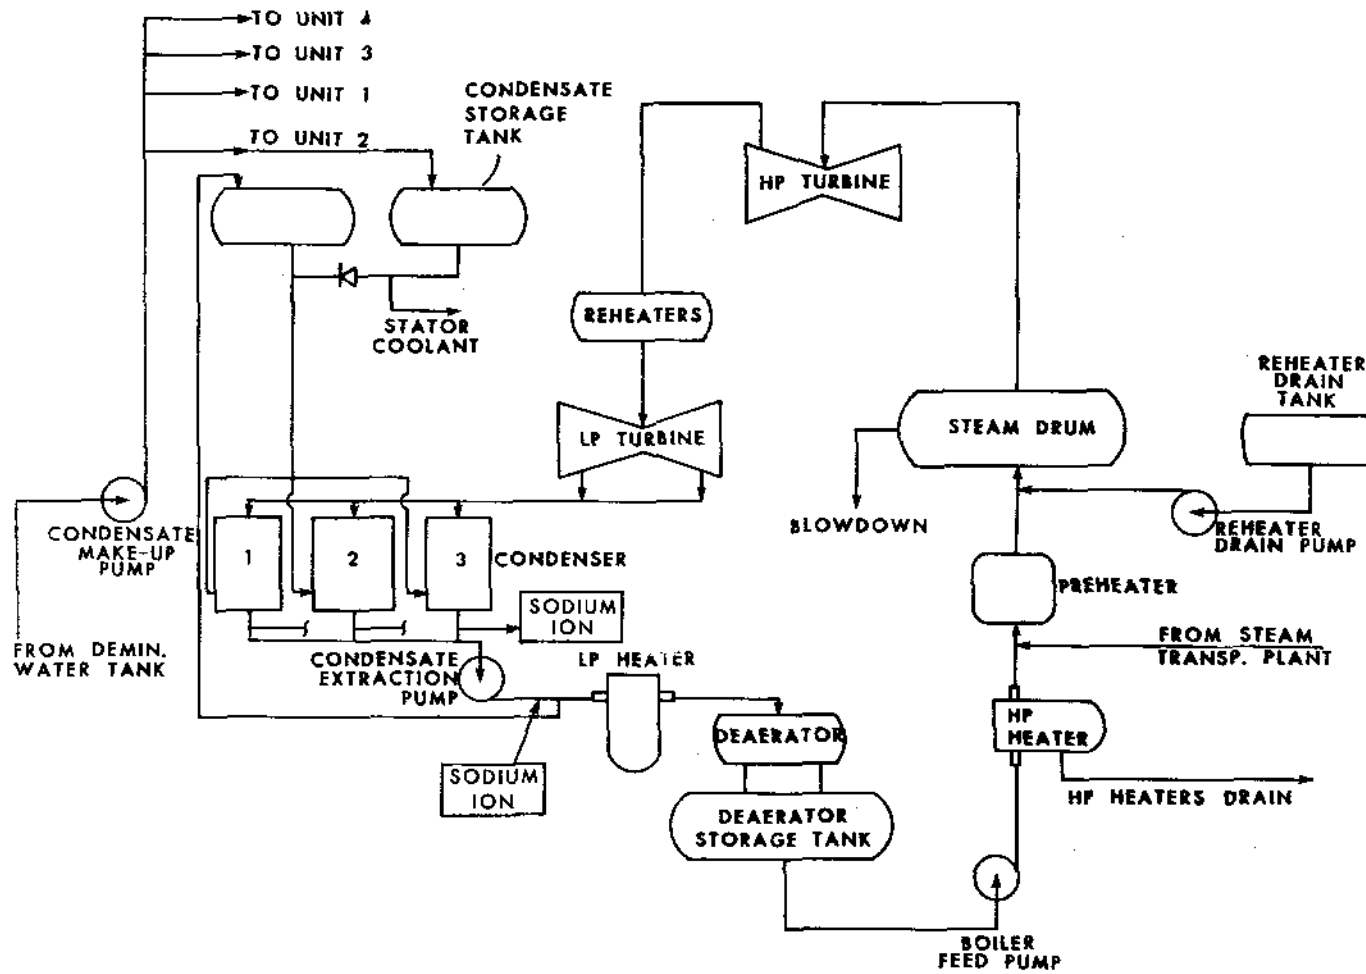 TO UNIT 4
TO UNIT 3
TO UNIT 1
TO UNIT 2
CONDENSATE
STORAGE
TANK
HP TURBINE
STATOR
COOLANT
REHEATERS
LP TURBINE
STEAM DRUM
REHEATER
DRAIN
TANK
BLOWDOWN
REHEATER
DRAIN PUMP
CONDENSATE
MAKE-UP
PUMP
1
2
3
CONDENSER
PREHEATER
SODIUM
ION
FROM DEMIN.
WATER TANK
CONDENSATE
EXTRACTION
PUMP
LP HEATER
FROM STEAM
TRANSP. PLANT
HP
HEATER
DEAERATOR
SODIUM
ION
HP HEATERS DRAIN
DEAERATOR
STORAGE TANK
BOILER
FEED PUMP